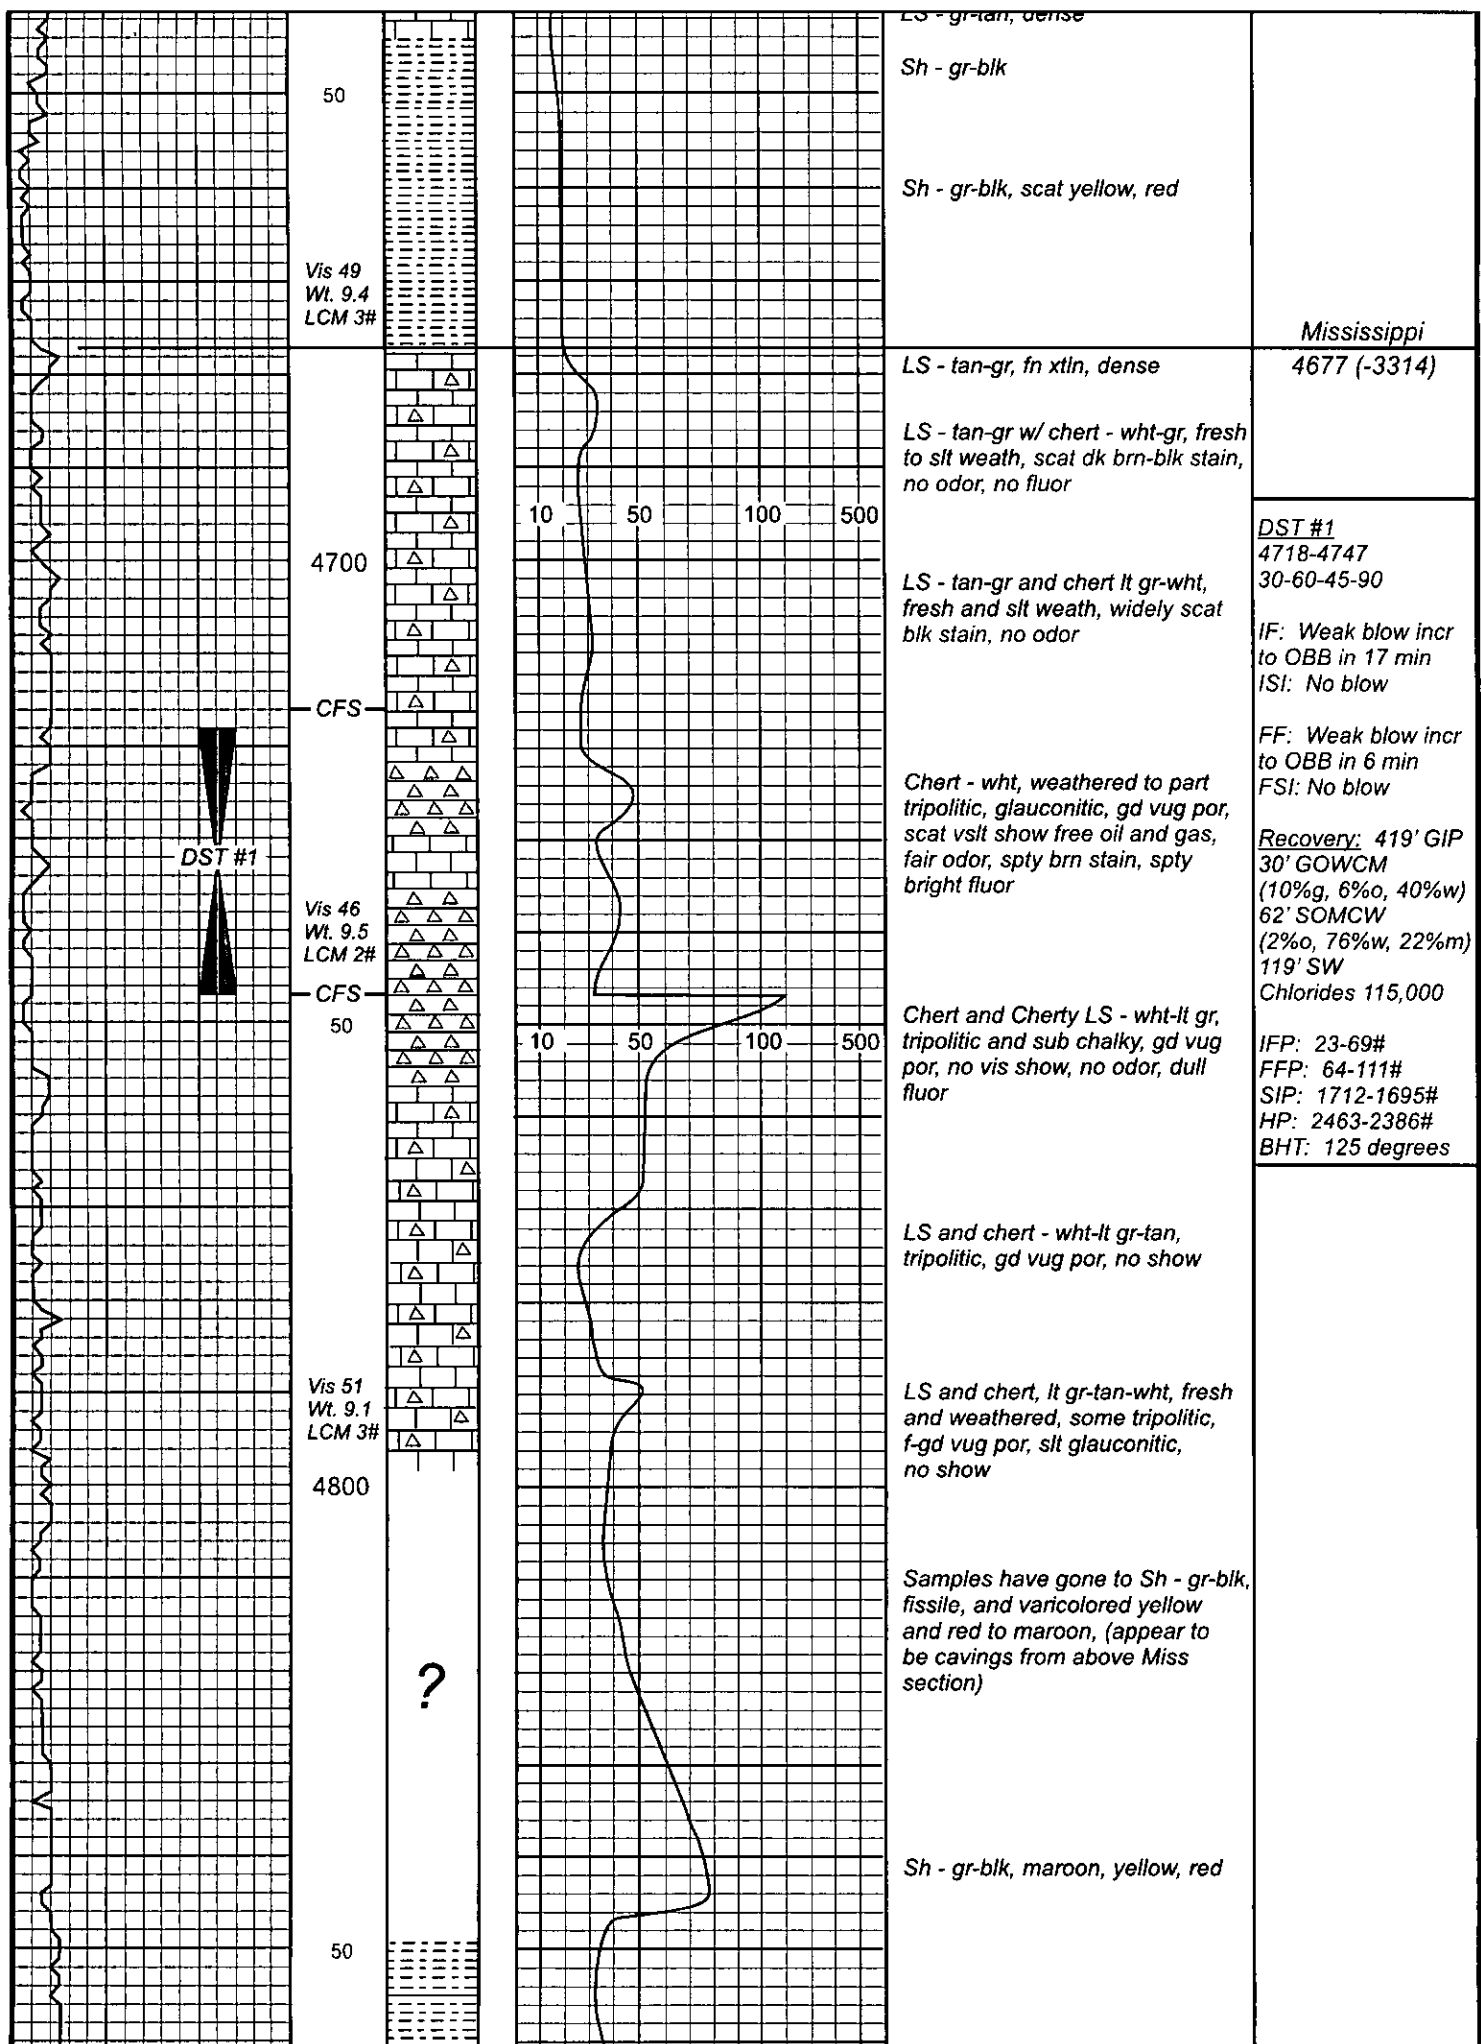 LS - gr-tan, dense
Sh - gr-blk
50
Sh - gr-blk, scat yellow, red
Vis 49
Wt. 9.4
LCM 3#
Mississippi
4677 (-3314)
LS - tan-gr, fn xtln, dense
LS - tan-gr w/ chert - wht-gr, fresh
to slt weath, scat dk brn-blk stain,
no odor, no fluor
10 50 100 500
4700
LS - tan-gr and chert lt gr-wht,
fresh and slt weath, widely scat
blk stain, no odor
CFS
DST #1
4718-4747
30-60-45-90
IF: Weak blow incr
to OBB in 17 min
ISI: No blow
FF: Weak blow incr
to OBB in 6 min
FSI: No blow
Recovery: 419' GIP
30' GOWCM
(10%g, 6%o, 40%w)
62' SOMCW
(2%o, 76%w, 22%m)
119' SW
Chlorides 115,000
IFP: 23-69#
FFP: 64-111#
SIP: 1712-1695#
HP: 2463-2386#
BHT: 125 degrees
Chert - wht, weathered to part
tripolitic, glauconitic, gd vug por,
scat vslt show free oil and gas,
fair odor, spty brn stain, spty
bright fluor
DST #1
Vis 46
Wt. 9.5
LCM 2#
CFS
50
10 50 100 500
Chert and Cherty LS - wht-lt gr,
tripolitic and sub chalky, gd vug
por, no vis show, no odor, dull
fluor
LS and chert - wht-lt gr-tan,
tripolitic, gd vug por, no show
Vis 51
Wt. 9.1
LCM 3#
LS and chert, lt gr-tan-wht, fresh
and weathered, some tripolitic,
f-gd vug por, slt glauconitic,
no show
4800
Samples have gone to Sh - gr-blk,
fissile, and varicolored yellow
and red to maroon, (appear to
be cavings from above Miss
section)
?
Sh - gr-blk, maroon, yellow, red
50